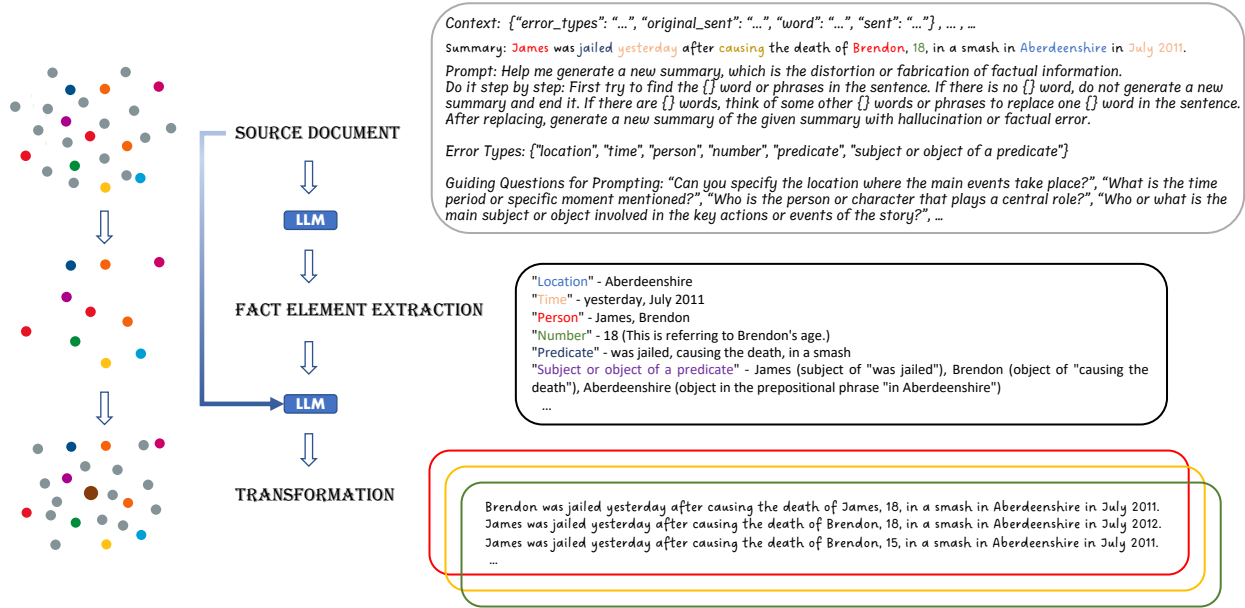 Context: {“error_types”: “...”, “original_sent”: “...”, “word”: “...”, “sent”: “...”} , ... , ...
Summary: James was jailed yesterday after causing the death of Brendon, 18, in a smash in Aberdeenshire in July 2011.
Prompt: Help me generate a new summary, which is the distortion or fabrication of factual information.
Do it step by step: First try to find the {} word or phrases in the sentence. If there is no {} word, do not generate a new
summary and end it. If there are {} words, think of some other {} words or phrases to replace one {} word in the sentence.
After replacing, generate a new summary of the given summary with hallucination or factual error.
Error Types: {"location", "time", "person", "number", "predicate", "subject or object of a predicate"}
Guiding Questions for Prompting: “Can you specify the location where the main events take place?”, “What is the time
period or specific moment mentioned?”, “Who is the person or character that plays a central role?”, “Who or what is the
main subject or object involved in the key actions or events of the story?”, ...
SOURCE DOCUMENT
LLM
FACT ELEMENT EXTRACTION
LLM
TRANSFORMATION
"Location" - Aberdeenshire
"Time" - yesterday, July 2011
"Person" - James, Brendon
"Number" - 18 (This is referring to Brendon's age.)
"Predicate" - was jailed, causing the death, in a smash
"Subject or object of a predicate" - James (subject of "was jailed"), Brendon (object of "causing the
death"), Aberdeenshire (object in the prepositional phrase "in Aberdeenshire")
...
Brendon was jailed yesterday after causing the death of James, 18, in a smash in Aberdeenshire in July 2011.
James was jailed yesterday after causing the death of Brendon, 18, in a smash in Aberdeenshire in July 2012.
James was jailed yesterday after causing the death of Brendon, 15, in a smash in Aberdeenshire in July 2011.
...